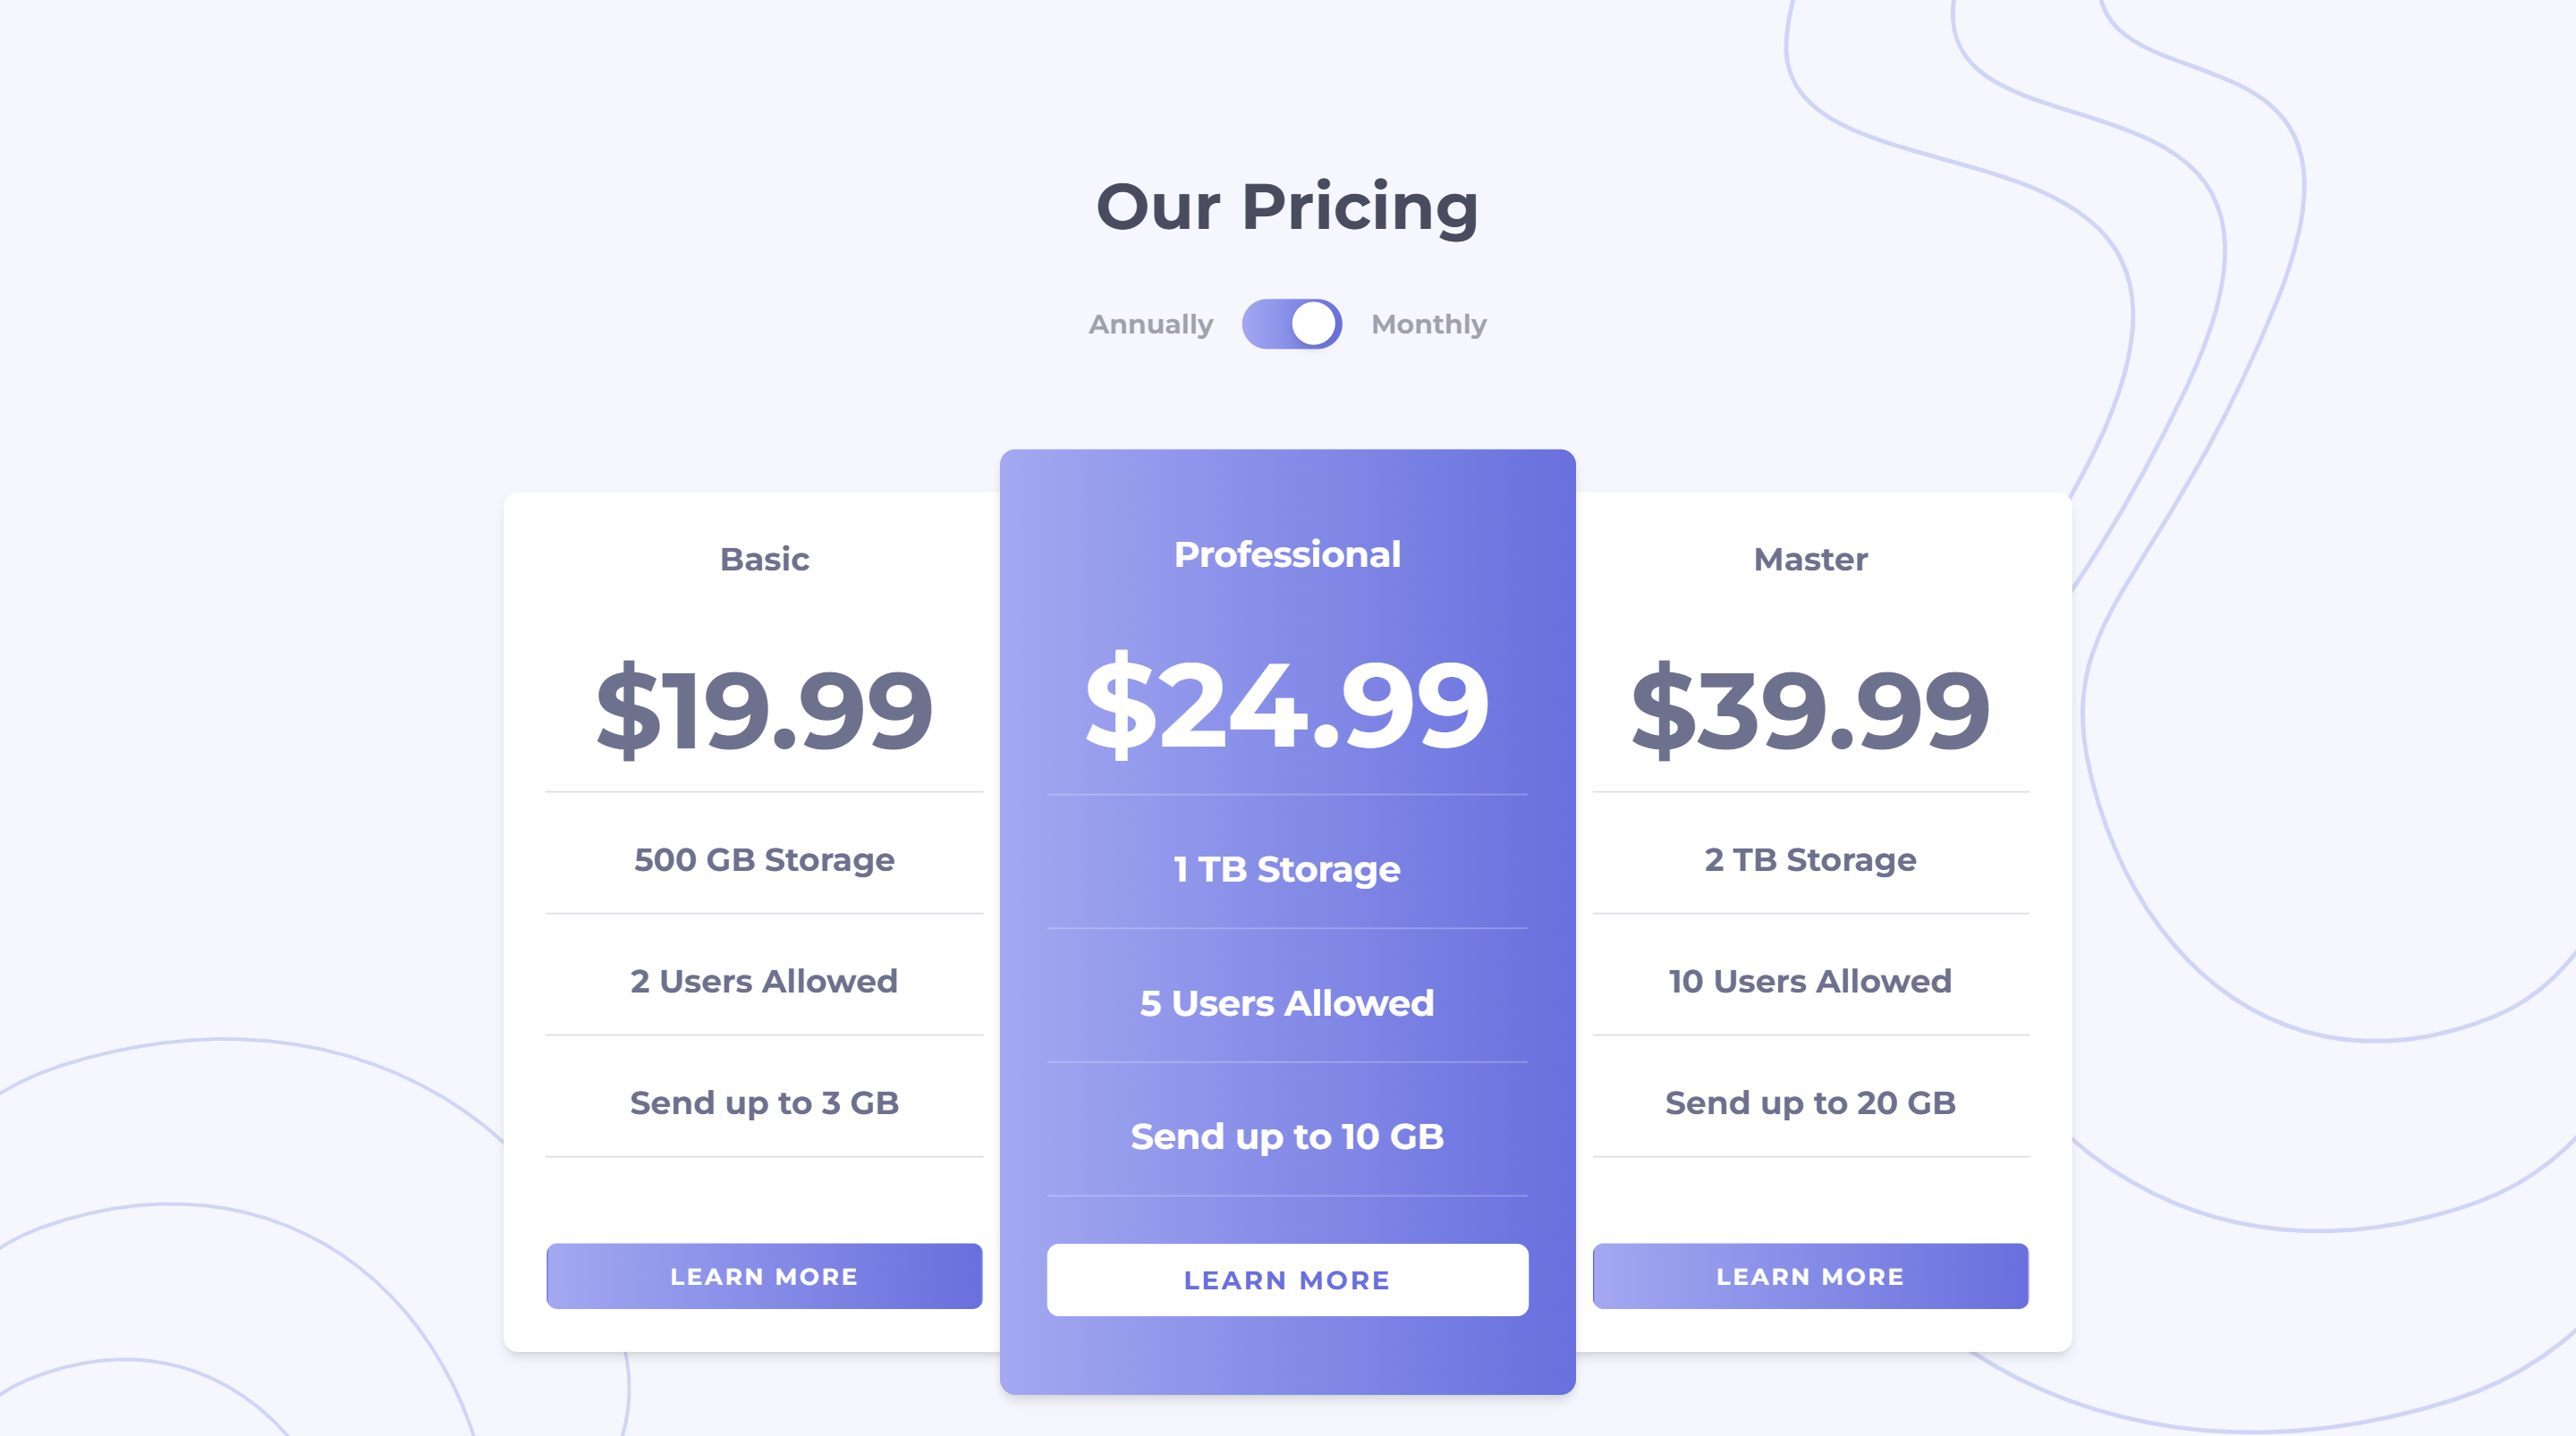 Our Pricing
Annually
Monthly
Basic
$19.99
500 GB Storage
2 Users Allowed
Send up to 3 GB
LEARN MORE
Professional
$24.99
1 TB Storage
5 Users Allowed
Send up to 10 GB
LEARN MORE
Master
$39.99
2 TB Storage
10 Users Allowed
Send up to 20 GB
LEARN MORE